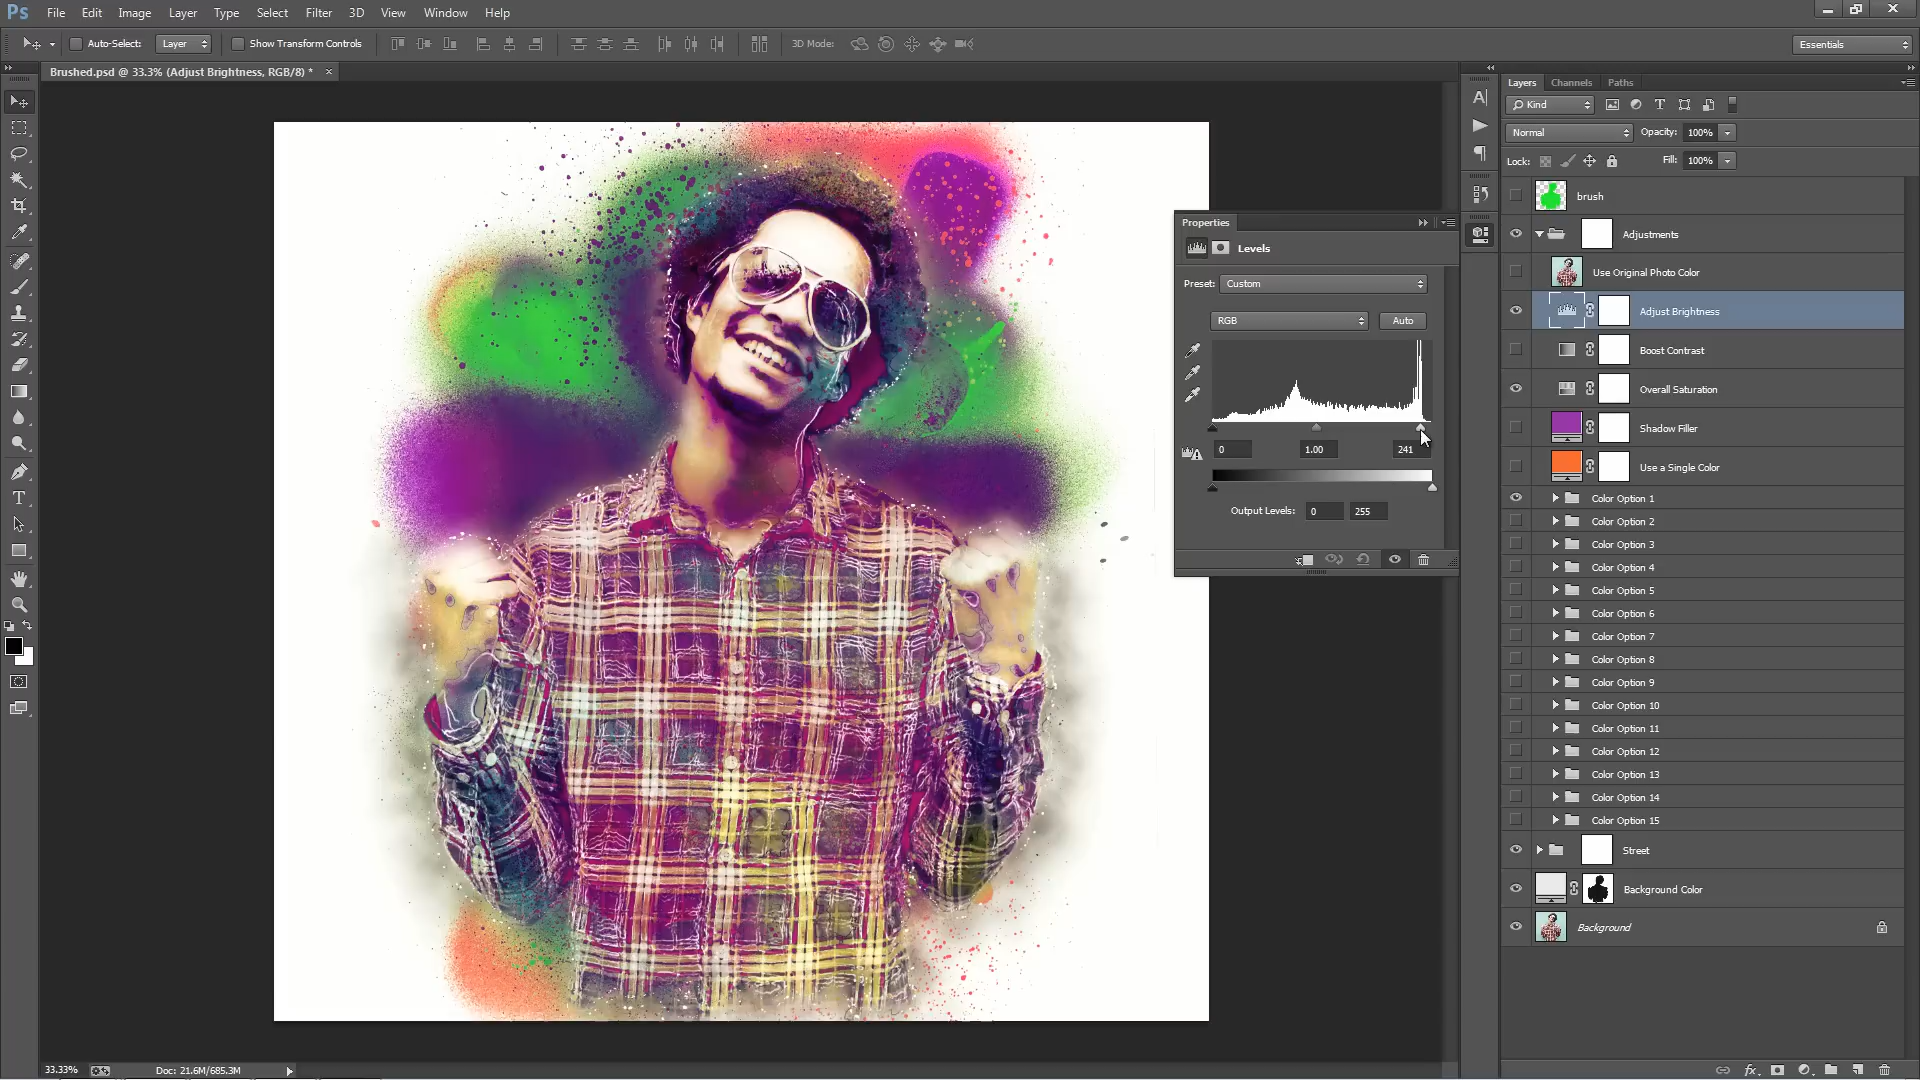 Ps File Edit Image Layer Type Select Filter 3D View Window Help
Auto-Select: Layer Show Transform Controls 3D Mode: Essentials
Brushed.psd @ 33.3% (Adjust Brightness, RGB/8) * ×
Layers Channels Paths
Kind
Normal Opacity: 100%
Lock: Fill: 100%
brush
Adjustments
Use Original Photo Color
Adjust Brightness
Boost Contrast
Overall Saturation
Shadow Filler
Use a Single Color
Color Option 1
Color Option 2
Color Option 3
Color Option 4
Color Option 5
Color Option 6
Color Option 7
Color Option 8
Color Option 9
Color Option 10
Color Option 11
Color Option 12
Color Option 13
Color Option 14
Color Option 15
Street
Background Color
Background
Properties
Levels
Preset: Custom
RGB Auto
0 1.00 241
Output Levels: 0 255
33.33% Doc: 21.6M/685.3M